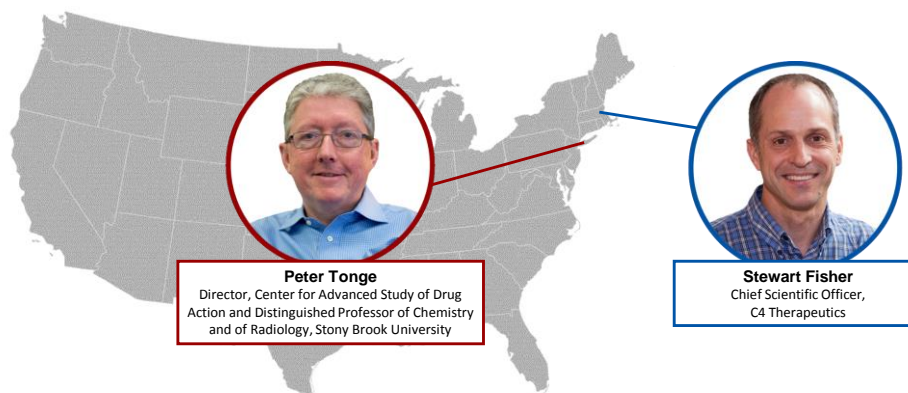 Peter Tonge
Director, Center for Advanced Study of Drug
Action and Distinguished Professor of Chemistry
and of Radiology, Stony Brook University
Stewart Fisher
Chief Scientific Officer,
C4 Therapeutics